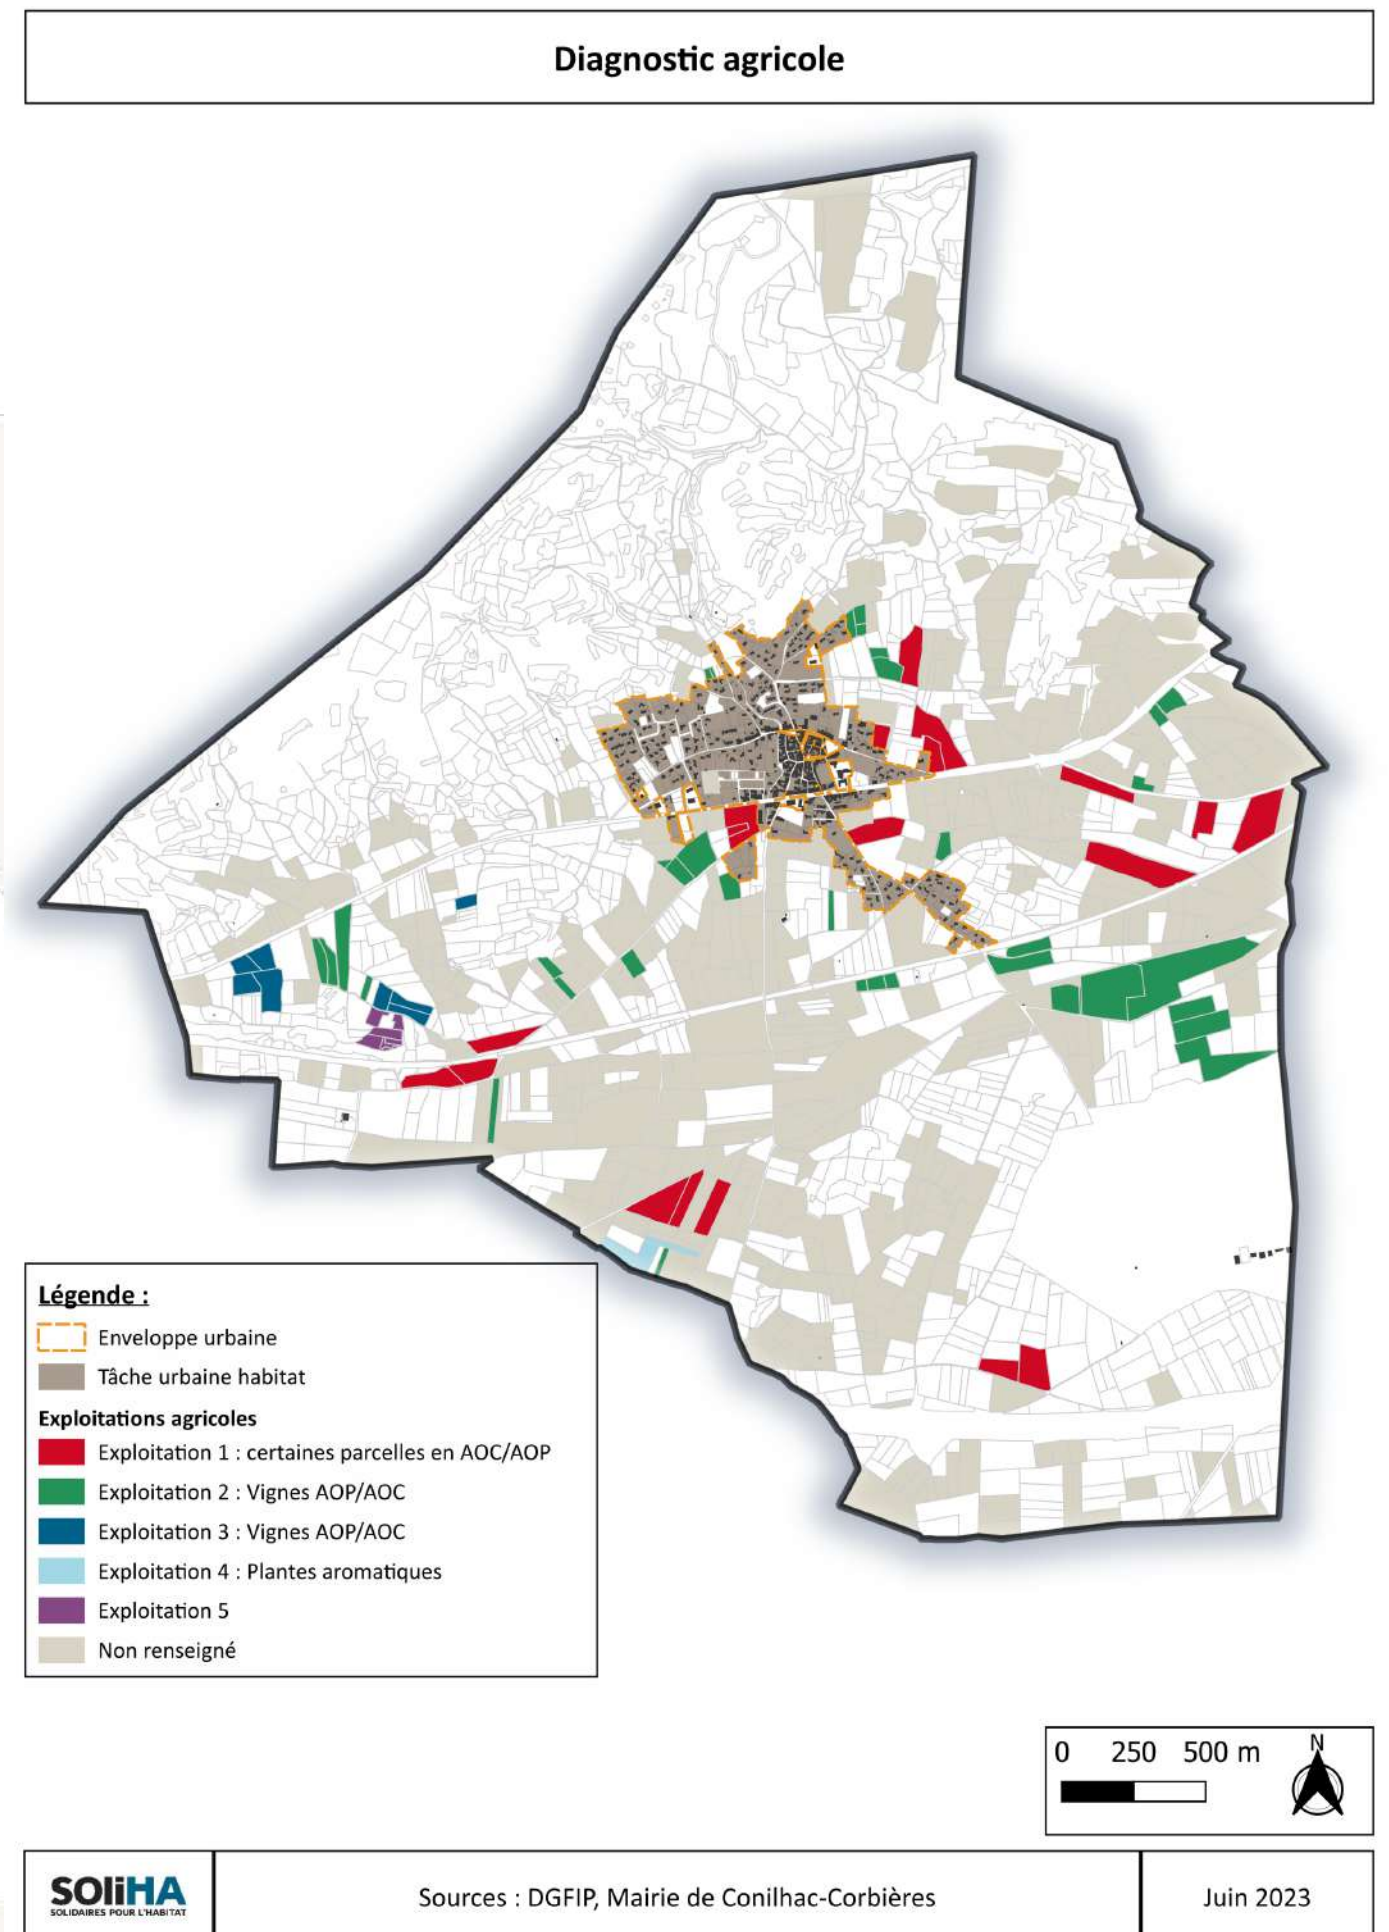 Diagnostic agricole
Légende :
Enveloppe urbaine
Tâche urbaine habitat
Exploitations agricoles
Exploitation 1 : certaines parcelles en AOC/AOP
Exploitation 2 : Vignes AOP/AOC
Exploitation 3 : Vignes AOP/AOC
Exploitation 4 : Plantes aromatiques
Exploitation 5
Non renseigné
0 250 500 m
N
SOLiHA
SOLIDAIRES POUR L'HABITAT
Sources : DGFIP, Mairie de Conilhac-Corbières
Juin 2023